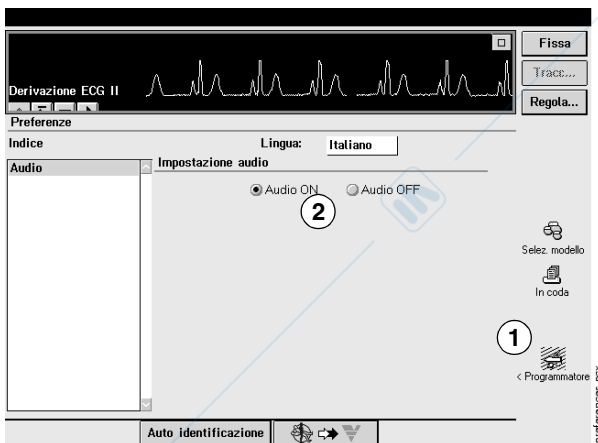 Fissa
Tracc...
Regola...
Derivazione ECG II
Preferenze
Indice
Lingua: Italiano
Audio
Impostazione audio
Audio ON
Audio OFF
2
Selez. modello
In coda
1
< Programmatore
Auto identificazione